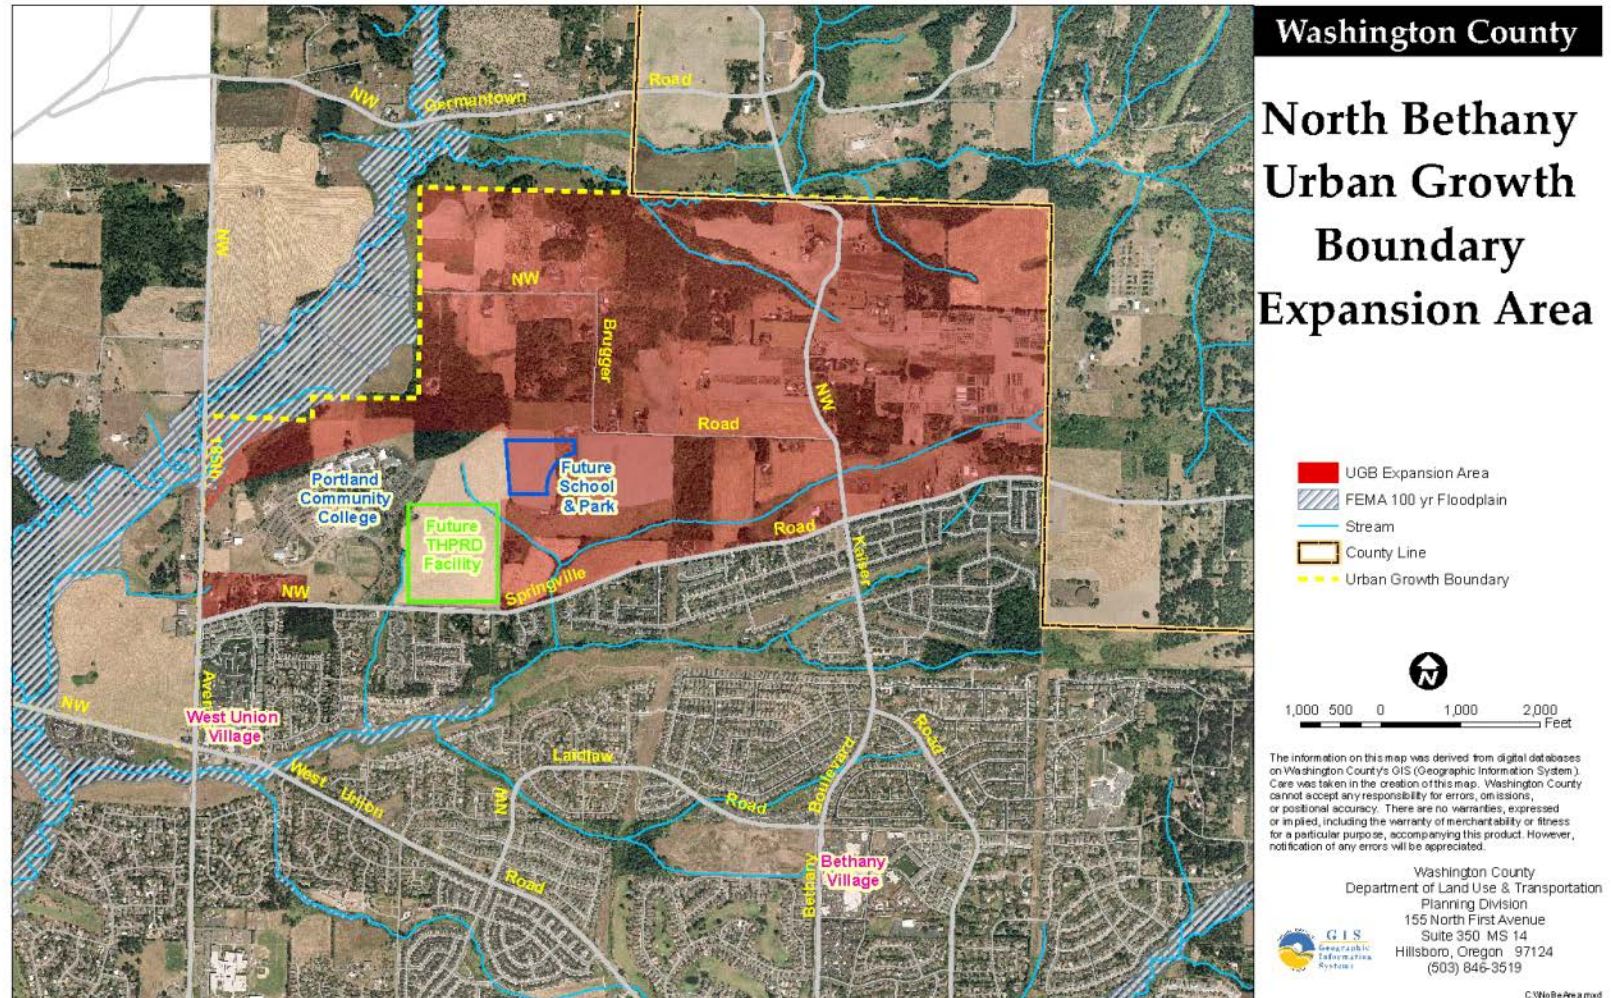 Washington County
North Bethany
Urban Growth
Boundary
Expansion Area
UGB Expansion Area
FEMA 100 yr Floodplain
Stream
County Line
Urban Growth Boundary
N
1,000 500 0 1,000 2,000
Feet
The information on this map was derived from digital databases
on Washington County's GIS (Geographic Information System).
Care was taken in the creation of this map. Washington County
cannot accept any responsibility for errors, omissions,
or positional accuracy. There are no warranties, expressed
or implied, including the warranty of merchantability or fitness
for a particular purpose, accompanying this product. However,
notification of any errors will be appreciated.
Washington County
Department of Land Use & Transportation
Planning Division
155 North First Avenue
Suite 350 MS 14
Hillsboro, Oregon 97124
(503) 846-3519
GIS
Geographic
Information
Systems
NW
Germantown
Road
NW
NW
Brugger
Road
NW
185th
Portland
Community
College
Future
School
& Park
Future
THPRD
Facility
NW
Springville
Road
Kaiser
NW
West Union
Village
West
Union
Road
NW
Laidlaw
Road
Boulevard
Road
Bethany
Bethany
Village